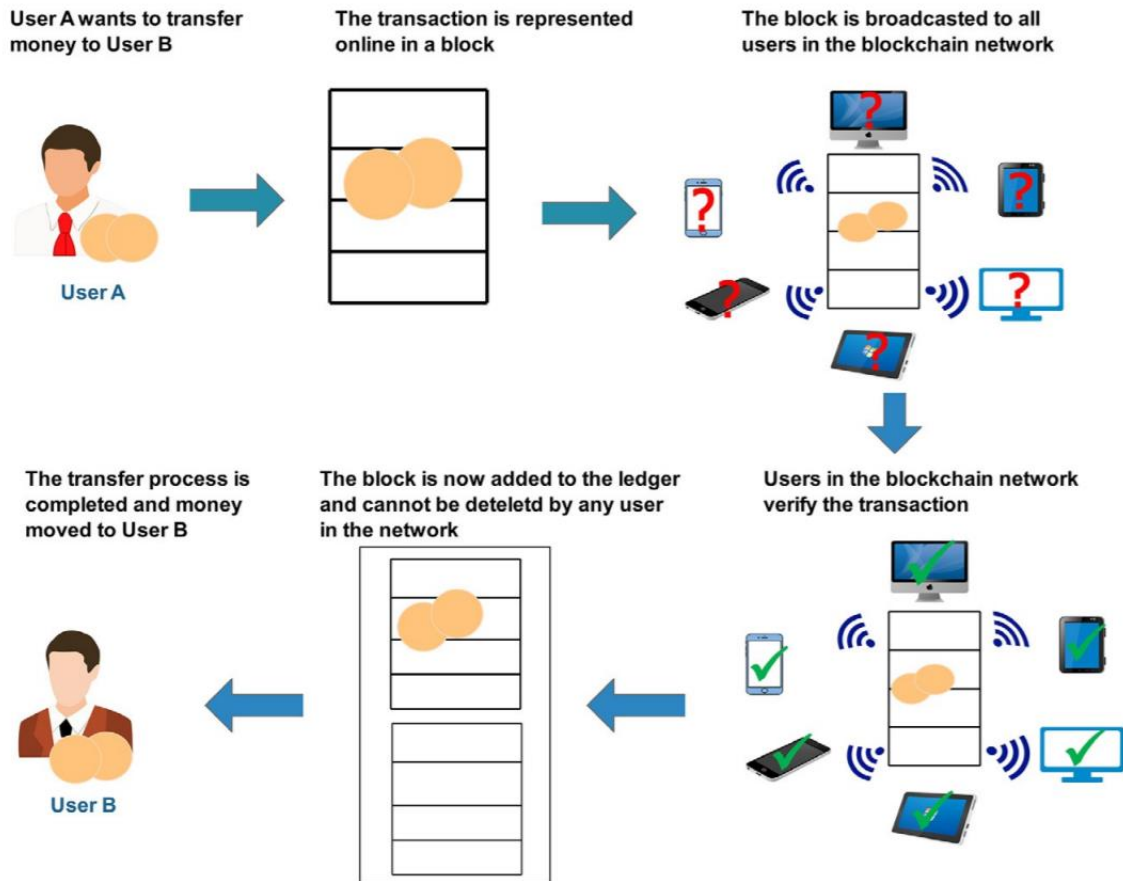 User A wants to transfer
money to User B
The transaction is represented
online in a block
The block is broadcasted to all
users in the blockchain network
?
?
?
?
?
?
User A
Users in the blockchain network
verify the transaction
The block is now added to the ledger
and cannot be deteletd by any user
in the network
The transfer process is
completed and money
moved to User B
User B